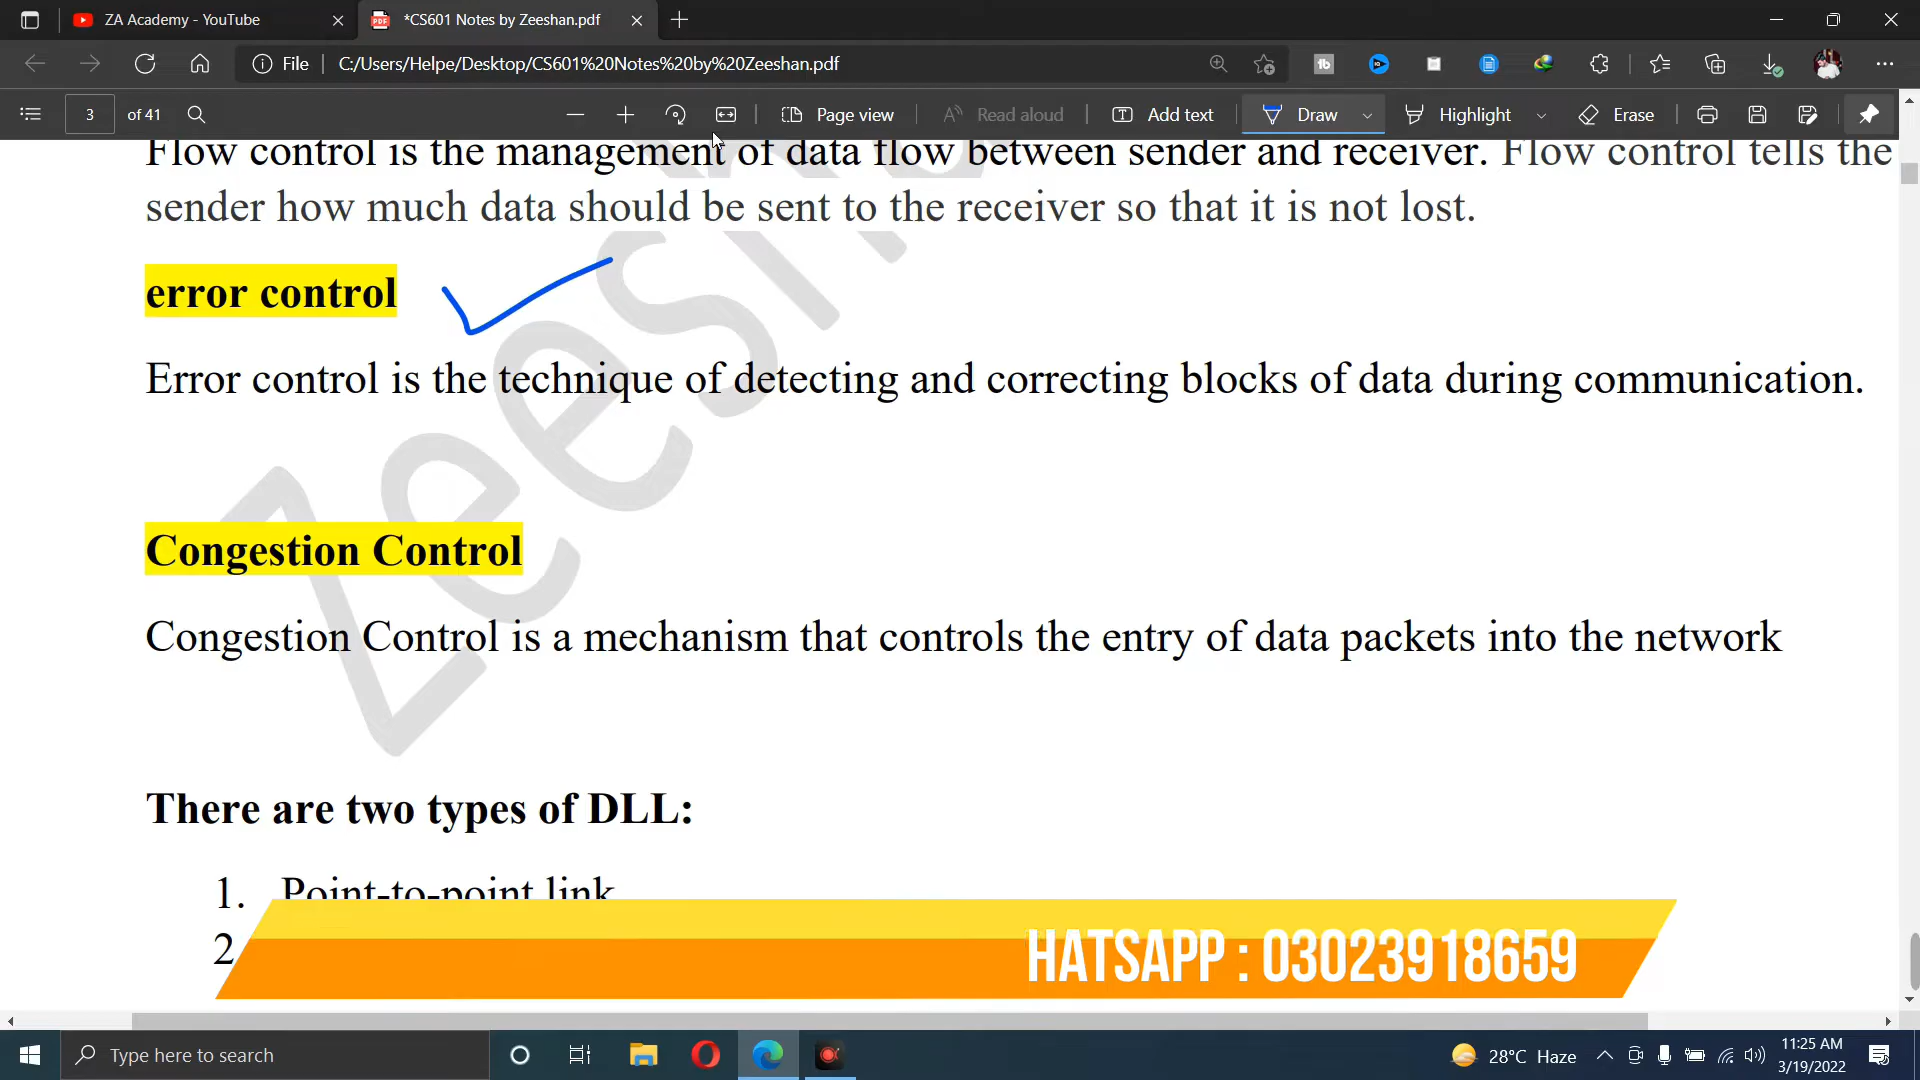 ZA Academy - YouTube
*CS601 Notes by Zeeshan.pdf
File
C:/Users/Helpe/Desktop/CS601%20Notes%20by%20Zeeshan.pdf
3 of 41
Page view
Read aloud
Add text
Draw
Highlight
Erase
Flow control is the management of data flow between sender and receiver. Flow control tells the
sender how much data should be sent to the receiver so that it is not lost.
error control
Error control is the technique of detecting and correcting blocks of data during communication.
Congestion Control
Congestion Control is a mechanism that controls the entry of data packets into the network
There are two types of DLL:
1. Point-to-point link
2
HATSAPP : 03023918659
Type here to search
28°C Haze
11:25 AM
3/19/2022